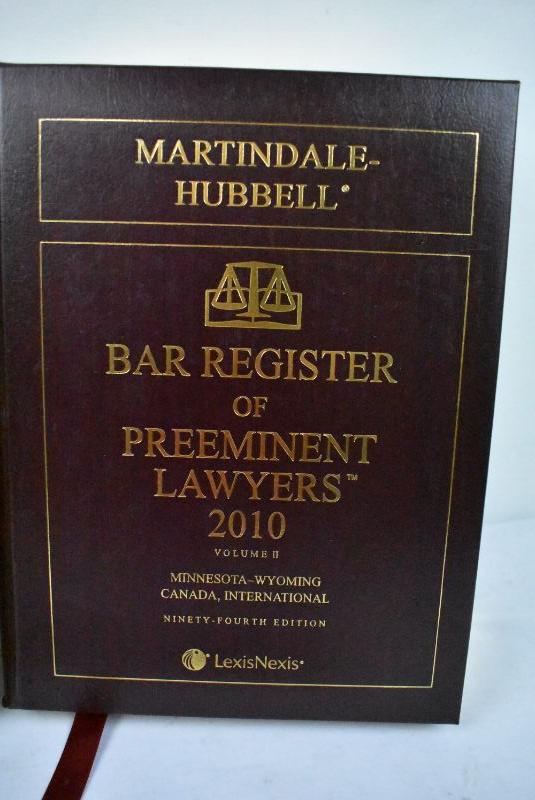 MARTINDALE-
HUBBELL®
BAR REGISTER
OF
PREEMINENT
LAWYERS™
2010
VOLUME II
MINNESOTA–WYOMING
CANADA, INTERNATIONAL
NINETY-FOURTH EDITION
LexisNexis®